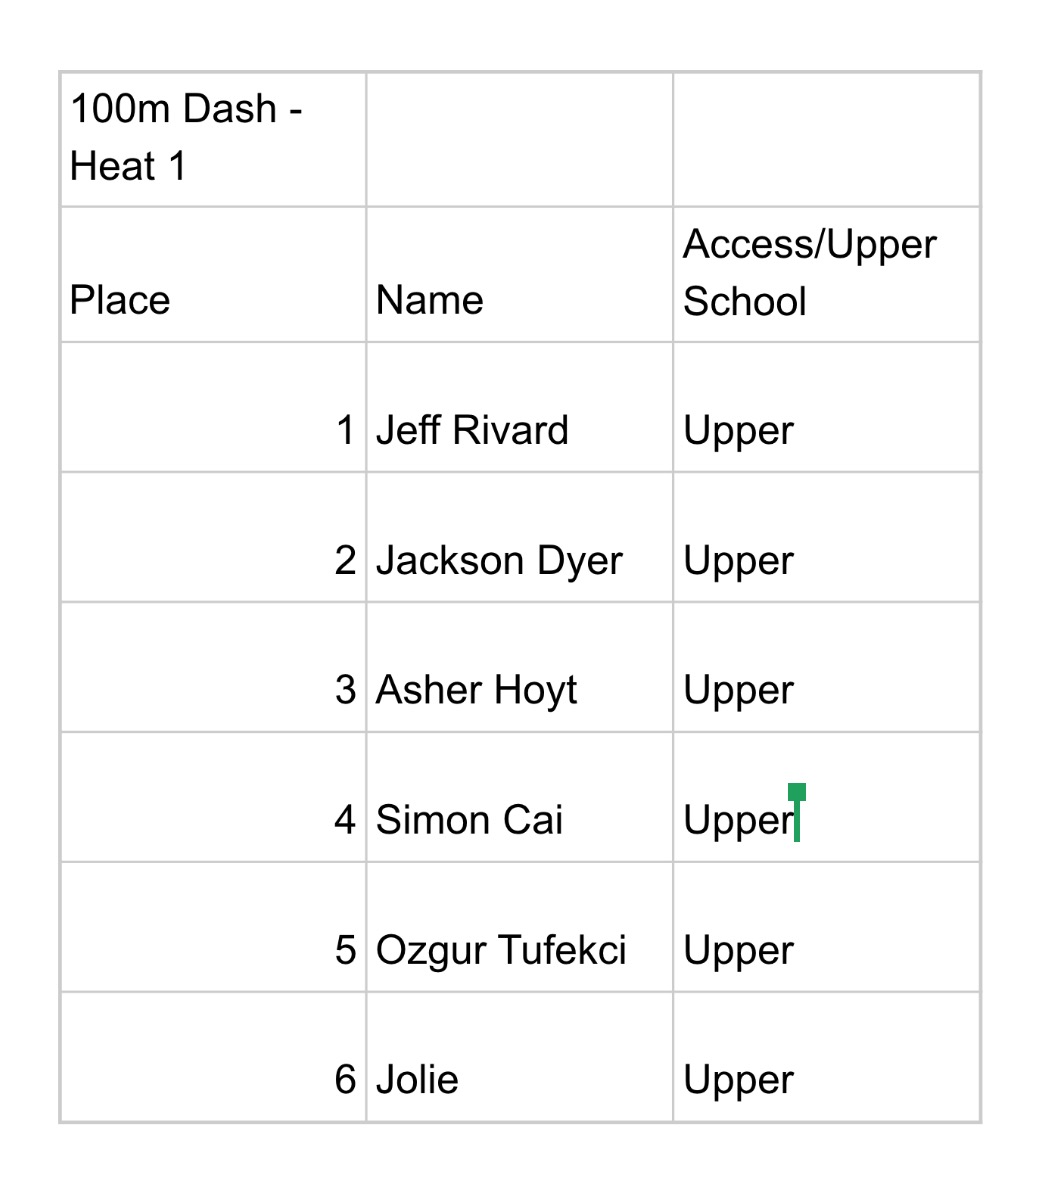 100m Dash -
Heat 1
Place Name Access/Upper
School
1 Jeff Rivard Upper
2 Jackson Dyer Upper
3 Asher Hoyt Upper
4 Simon Cai Upper
5 Ozgur Tufekci Upper
6 Jolie Upper